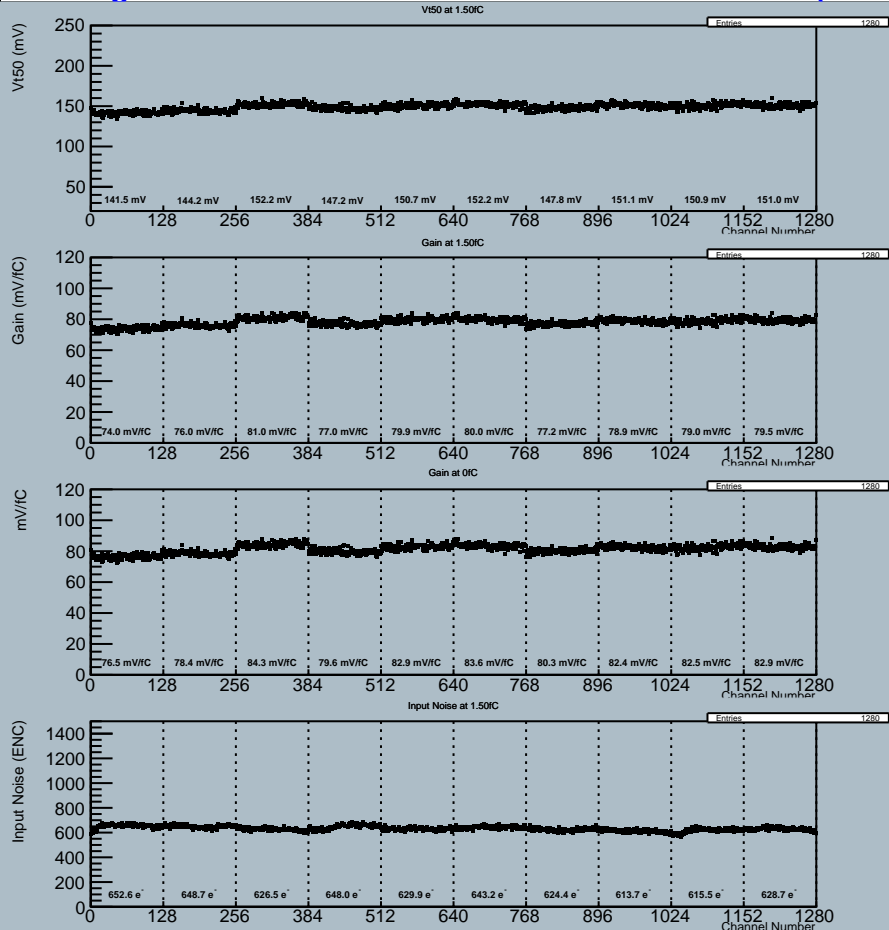 Vt50 at 1.50fC
Entries 1280
Vt50 (mV)
250
200
150
100
50
141.5 mV 144.2 mV 152.2 mV 147.2 mV 150.7 mV 152.2 mV 147.8 mV 151.1 mV 150.9 mV 151.0 mV
0 128 256 384 512 640 768 896 1024 1152 1280
Channel Number
Gain at 1.50fC
Entries 1280
Gain (mV/fC)
120
100
80
60
40
20
0
74.0 mV/fC 76.0 mV/fC 81.0 mV/fC 77.0 mV/fC 79.9 mV/fC 80.0 mV/fC 77.2 mV/fC 78.9 mV/fC 79.0 mV/fC 79.5 mV/fC
0 128 256 384 512 640 768 896 1024 1152 1280
Channel Number
Gain at 0fC
Entries 1280
mV/fC
120
100
80
60
40
20
0
76.5 mV/fC 78.4 mV/fC 84.3 mV/fC 79.6 mV/fC 82.9 mV/fC 83.6 mV/fC 80.3 mV/fC 82.4 mV/fC 82.5 mV/fC 82.9 mV/fC
0 128 256 384 512 640 768 896 1024 1152 1280
Channel Number
Input Noise at 1.50fC
Entries 1280
Input Noise (ENC)
1400
1200
1000
800
600
400
200
0
652.6 e⁻ 648.7 e⁻ 626.5 e⁻ 648.0 e⁻ 629.9 e⁻ 643.2 e⁻ 624.4 e⁻ 613.7 e⁻ 615.5 e⁻ 628.7 e⁻
0 128 256 384 512 640 768 896 1024 1152 1280
Channel Number